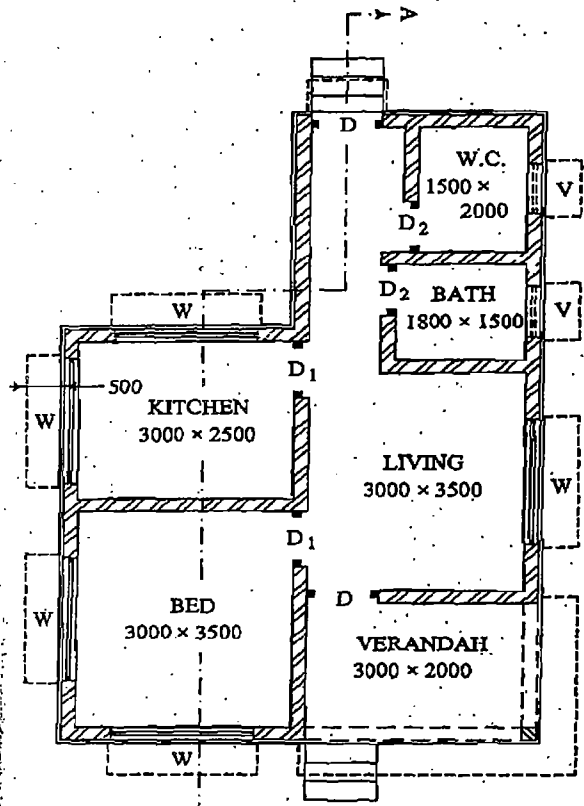 A
D
W.C.
1500 ×
2000
V
D2
D2
BATH
1800 × 1500
V
W
D1
500
KITCHEN
3000 × 2500
W
LIVING
3000 × 3500
W
D1
BED
3000 × 3500
W
D
VERANDAH
3000 × 2000
W